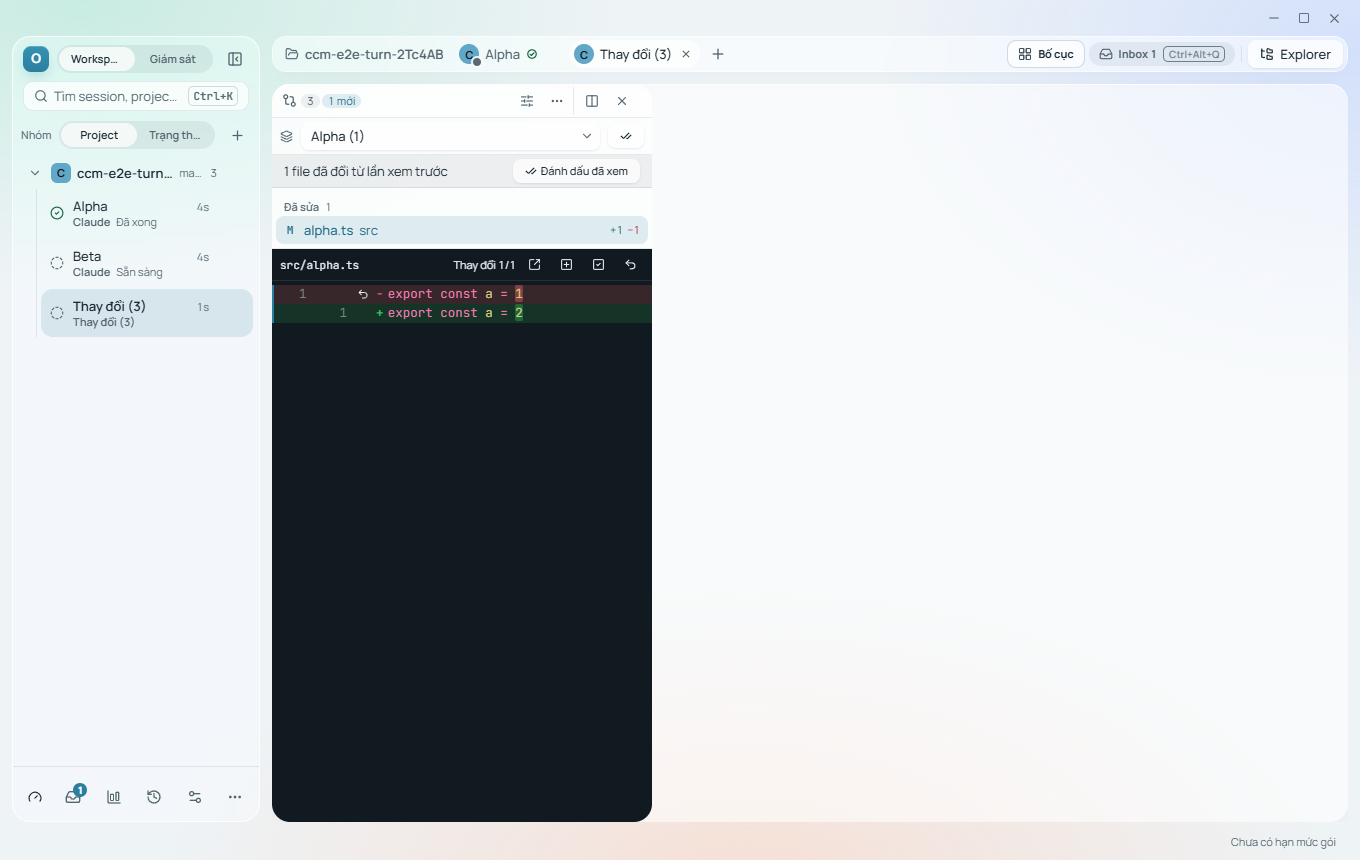 O
Worksp...
Giám sát
Tìm session, projec...
Ctrl+K
Nhóm
Project
Trạng th...
C
ccm-e2e-turn...
ma...
3
Alpha
4s
Claude Đã xong
Beta
4s
Claude Sẵn sàng
Thay đổi (3)
1s
Thay đổi (3)
1
ccm-e2e-turn-2Tc4AB
C
Alpha
C
Thay đổi (3)
Bố cục
Inbox 1
Ctrl+Alt+Q
Explorer
3
1 mới
Alpha (1)
1 file đã đổi từ lần xem trước
Đánh dấu đã xem
Đã sửa 1
M alpha.ts src
+1 −1
src/alpha.ts
Thay đổi 1/1
1 - export const a = 1
1 + export const a = 2
Chưa có hạn mức gói